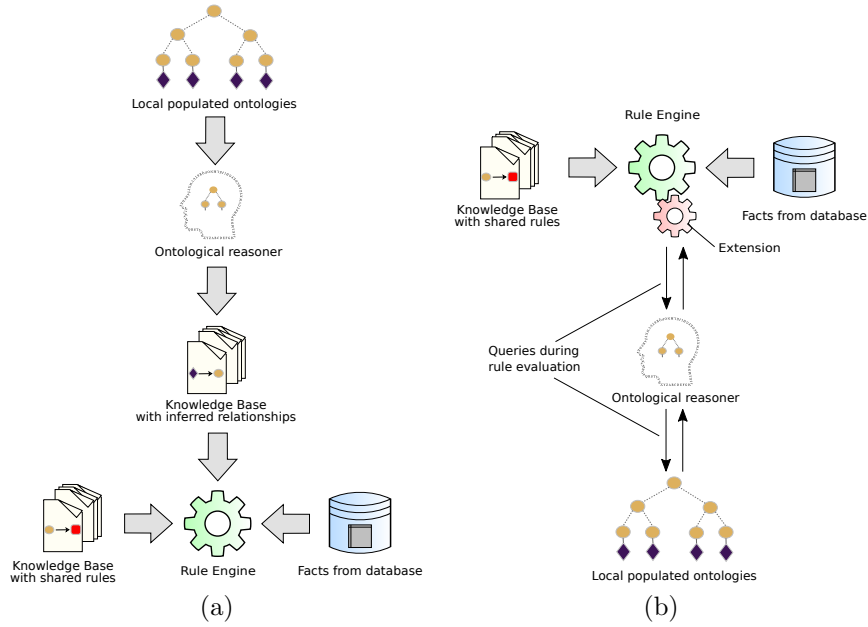 Local populated ontologies
Ontological reasoner
Knowledge Base
with inferred relationships
Knowledge Base
with shared rules
Rule Engine
Facts from database
(a)
Rule Engine
Knowledge Base
with shared rules
Facts from database
Extension
Queries during
rule evaluation
Ontological reasoner
Local populated ontologies
(b)